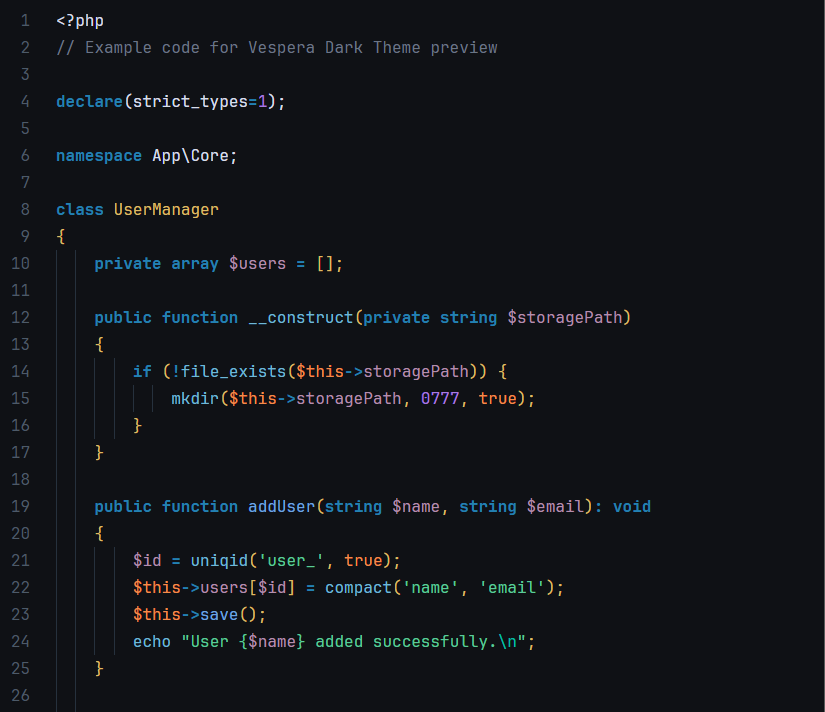 1 <?php
2 // Example code for Vespera Dark Theme preview
3
4 declare(strict_types=1);
5
6 namespace App\Core;
7
8 class UserManager
9 {
10     private array $users = [];
11
12     public function __construct(private string $storagePath)
13     {
14         if (!file_exists($this->storagePath)) {
15             mkdir($this->storagePath, 0777, true);
16         }
17     }
18
19     public function addUser(string $name, string $email): void
20     {
21         $id = uniqid('user_', true);
22         $this->users[$id] = compact('name', 'email');
23         $this->save();
24         echo "User {$name} added successfully.\n";
25     }
26